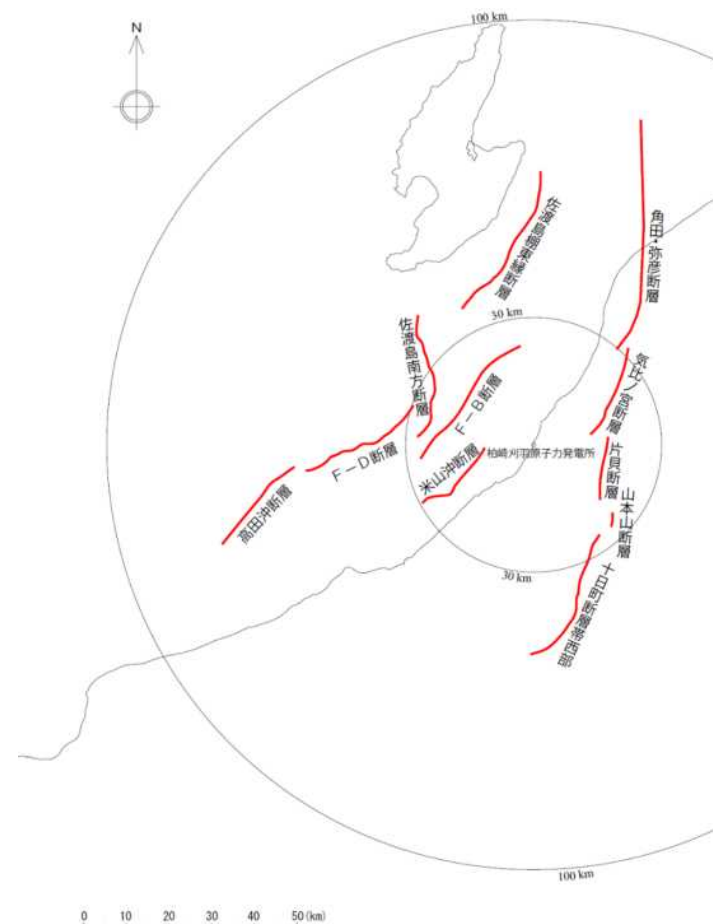 100 km
N
佐渡島棚東縁断層
角田・弥彦断層
30 km
佐渡島南方断層
気比ノ宮断層
F－B断層
柏崎刈羽原子力発電所
F－D断層
米山沖断層
片貝断層
高田沖断層
山本山断層
30 km
十日町断層帯西部
100 km
0 10 20 30 40 50(km)